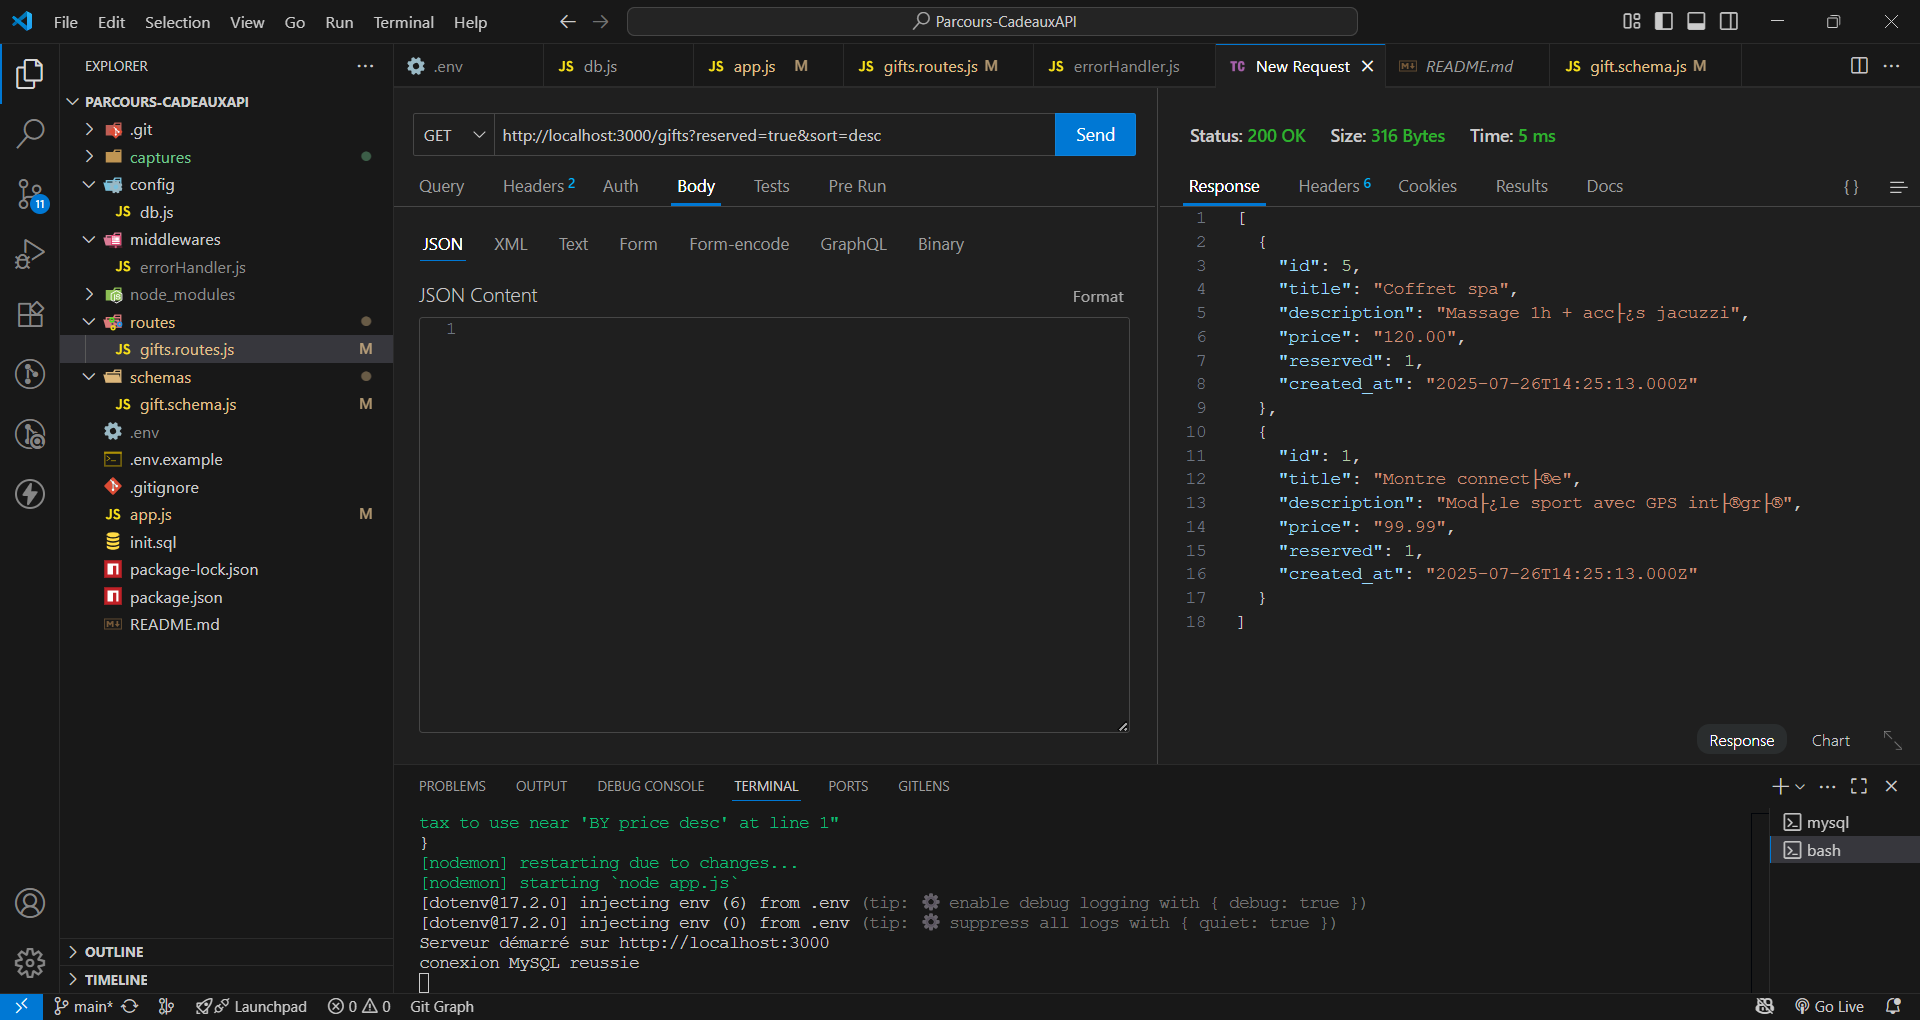 File Edit Selection View Go Run Terminal Help
Parcours-CadeauxAPI
EXPLORER
PARCOURS-CADEAUXAPI
.git
captures
config
JS db.js
middlewares
JS errorHandler.js
node_modules
routes
JS gifts.routes.js M
schemas
JS gift.schema.js M
.env
.env.example
.gitignore
JS app.js M
init.sql
package-lock.json
package.json
README.md
OUTLINE
TIMELINE
11
.env
JS db.js
JS app.js M
JS gifts.routes.js M
JS errorHandler.js
TC New Request
README.md
JS gift.schema.js M
GET http://localhost:3000/gifts?reserved=true&sort=desc Send
Query Headers 2 Auth Body Tests Pre Run
JSON XML Text Form Form-encode GraphQL Binary
JSON Content Format
1
Status: 200 OK Size: 316 Bytes Time: 5 ms
Response Headers 6 Cookies Results Docs { }
1 [
2 {
3 "id": 5,
4 "title": "Coffret spa",
5 "description": "Massage 1h + acc├¿s jacuzzi",
6 "price": "120.00",
7 "reserved": 1,
8 "created_at": "2025-07-26T14:25:13.000Z"
9 },
10 {
11 "id": 1,
12 "title": "Montre connect├®e",
13 "description": "Mod├¿le sport avec GPS int├®gr├®",
14 "price": "99.99",
15 "reserved": 1,
16 "created_at": "2025-07-26T14:25:13.000Z"
17 }
18 ]
Response Chart
PROBLEMS OUTPUT DEBUG CONSOLE TERMINAL PORTS GITLENS
tax to use near 'BY price desc' at line 1"
}
[nodemon] restarting due to changes...
[nodemon] starting `node app.js`
[dotenv@17.2.0] injecting env (6) from .env (tip: ⚙️ enable debug logging with { debug: true })
[dotenv@17.2.0] injecting env (0) from .env (tip: ⚙️ suppress all logs with { quiet: true })
Serveur démarré sur http://localhost:3000
conexion MySQL reussie
mysql
bash
main* Launchpad 0 0 Git Graph Go Live